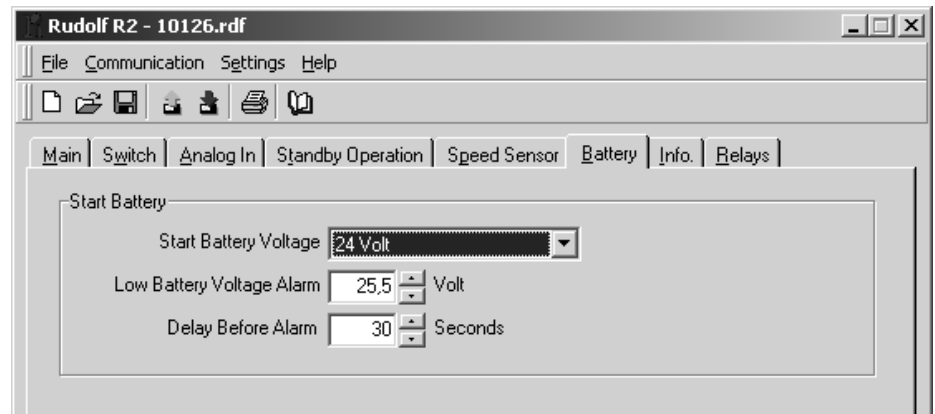 Rudolf R2 - 10126.rdf
File Communication Settings Help
Main Switch Analog In Standby Operation Speed Sensor Battery Info. Relays
Start Battery
Start Battery Voltage 24 Volt
Low Battery Voltage Alarm 25,5 Volt
Delay Before Alarm 30 Seconds